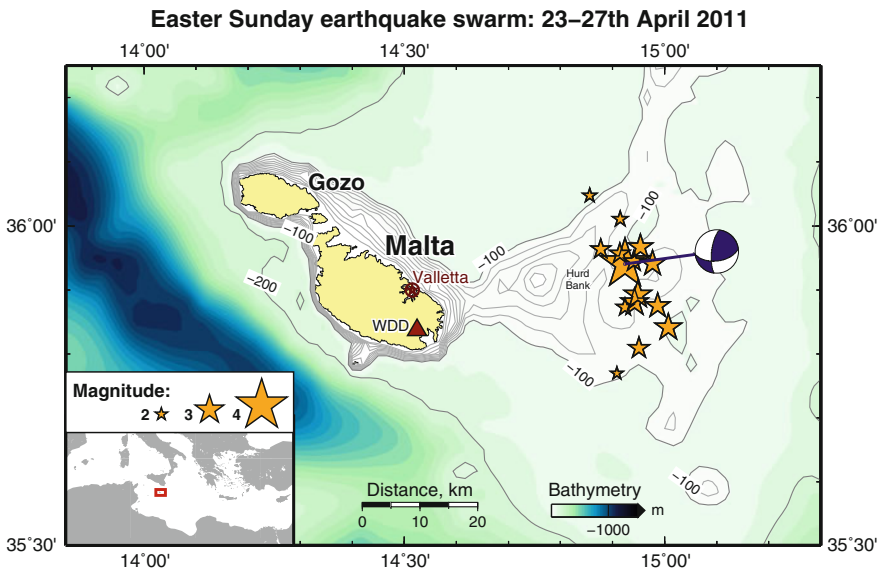 Easter Sunday earthquake swarm: 23−27th April 2011
14˚00'
14˚30'
15˚00'
36˚00'
36˚00'
Gozo
−100
−100
Malta
−100
Valletta
−200
Hurd
Bank
WDD
−100
Magnitude:
2
3
4
−100
Distance, km
0
10
20
Bathymetry
m
−1000
35˚30'
35˚30'
14˚00'
14˚30'
15˚00'